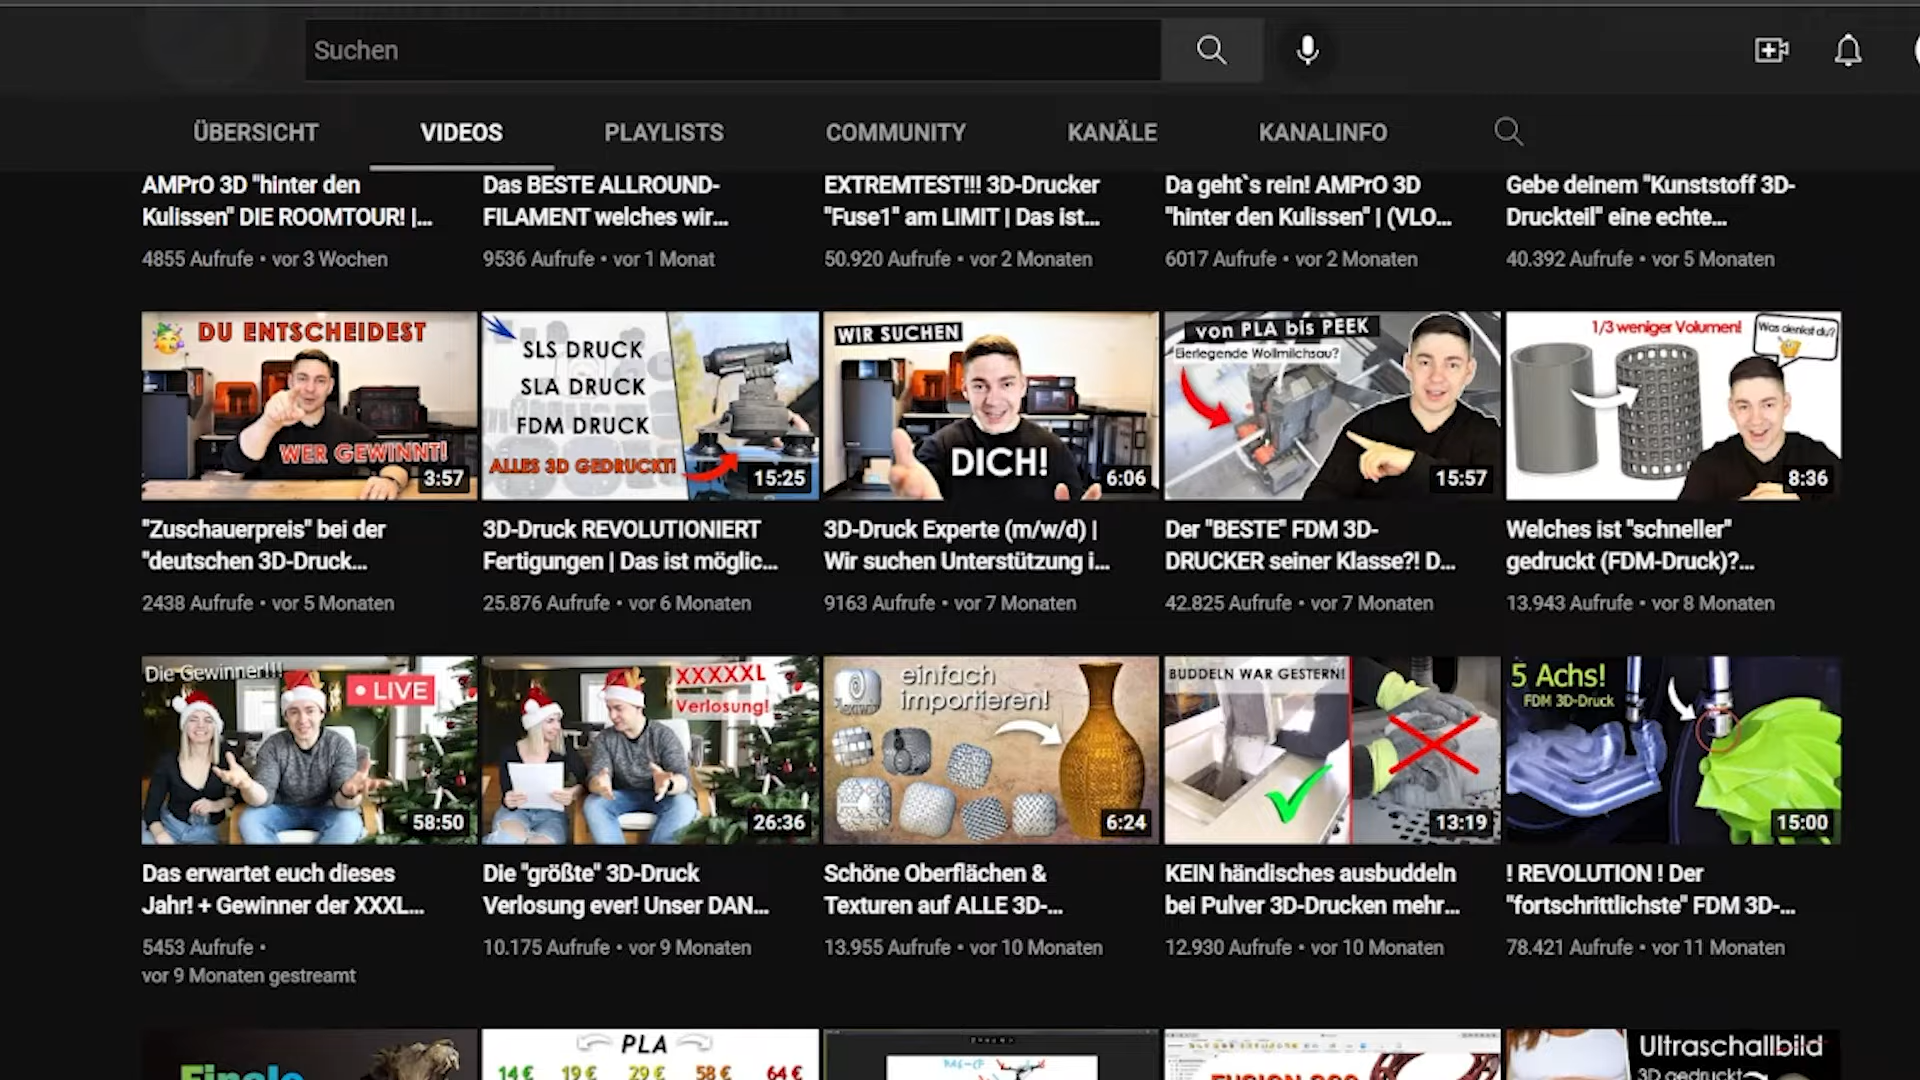 Suchen
ÜBERSICHT
VIDEOS
PLAYLISTS
COMMUNITY
KANÄLE
KANALINFO
AMPrO 3D "hinter den
Kulissen" DIE ROOMTOUR! |...
4855 Aufrufe • vor 3 Wochen
Das BESTE ALLROUND-
FILAMENT welches wir...
9536 Aufrufe • vor 1 Monat
EXTREMTEST!!! 3D-Drucker
"Fuse1" am LIMIT | Das ist...
50.920 Aufrufe • vor 2 Monaten
Da geht`s rein! AMPrO 3D
"hinter den Kulissen" | (VLO...
6017 Aufrufe • vor 2 Monaten
Gebe deinem "Kunststoff 3D-
Druckteil" eine echte...
40.392 Aufrufe • vor 5 Monaten
DU ENTSCHEIDEST
WER GEWINNT!
3:57
"Zuschauerpreis" bei der
"deutschen 3D-Druck...
2438 Aufrufe • vor 5 Monaten
SLS DRUCK
SLA DRUCK
FDM DRUCK
ALLES 3D GEDRUCKT!
15:25
3D-Druck REVOLUTIONIERT
Fertigungen | Das ist möglic...
25.876 Aufrufe • vor 6 Monaten
WIR SUCHEN
DICH!
6:06
3D-Druck Experte (m/w/d) |
Wir suchen Unterstützung i...
9163 Aufrufe • vor 7 Monaten
von PLA bis PEEK
Eierlegende Wollmilchsau?
15:57
Der "BESTE" FDM 3D-
DRUCKER seiner Klasse?! D...
42.825 Aufrufe • vor 7 Monaten
1/3 weniger Volumen!
Was denkst du?
8:36
Welches ist "schneller"
gedruckt (FDM-Druck)?...
13.943 Aufrufe • vor 8 Monaten
Die Gewinner!!!
LIVE
58:50
Das erwartet euch dieses
Jahr! + Gewinner der XXXL...
5453 Aufrufe •
vor 9 Monaten gestreamt
XXXXXL
Verlosung!
26:36
Die "größte" 3D-Druck
Verlosung ever! Unser DAN...
10.175 Aufrufe • vor 9 Monaten
einfach
importieren!
6:24
Schöne Oberflächen &
Texturen auf ALLE 3D-...
13.955 Aufrufe • vor 10 Monaten
BUDDELN WAR GESTERN!
13:19
KEIN händisches ausbuddeln
bei Pulver 3D-Drucken mehr...
12.930 Aufrufe • vor 10 Monaten
5 Achs!
FDM 3D-Druck
15:00
! REVOLUTION ! Der
"fortschrittlichste" FDM 3D-...
78.421 Aufrufe • vor 11 Monaten
Finale
PLA
14 € 19 € 29 € 58 € 64 €
Ultraschallbild
3D gedruckt